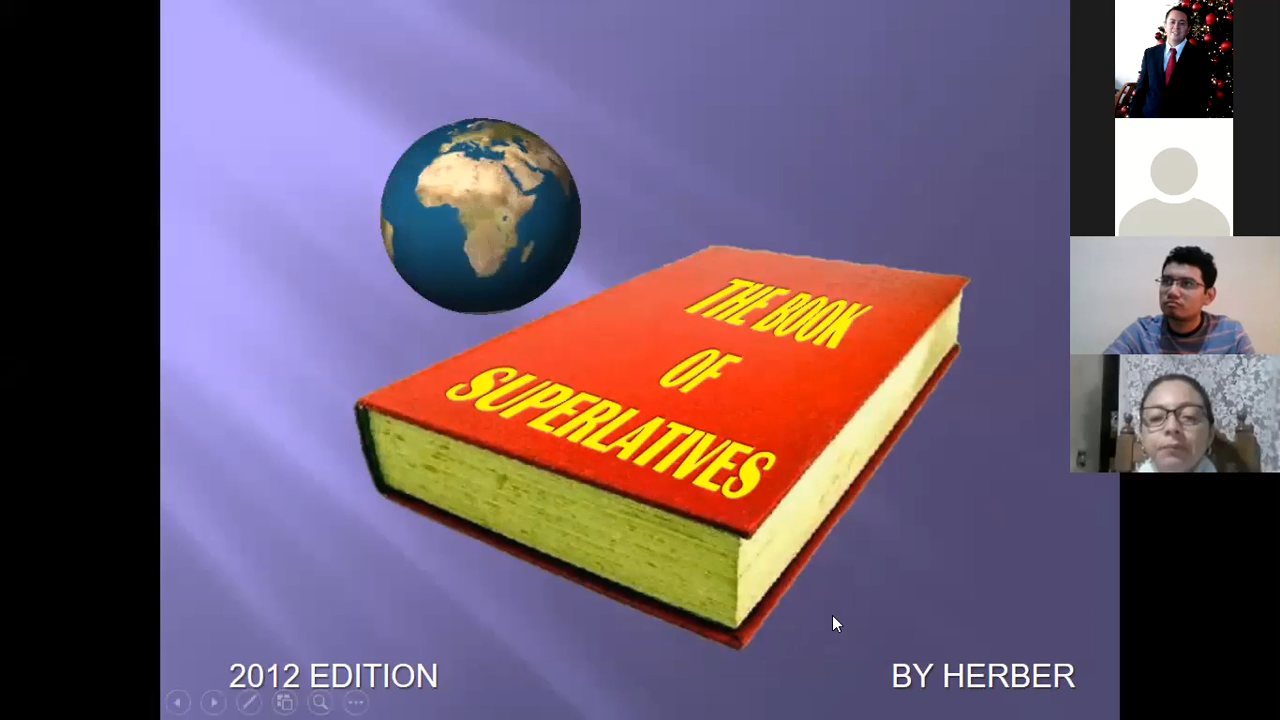 THE BOOK
OF
SUPERLATIVES
2012 EDITION
BY HERBER